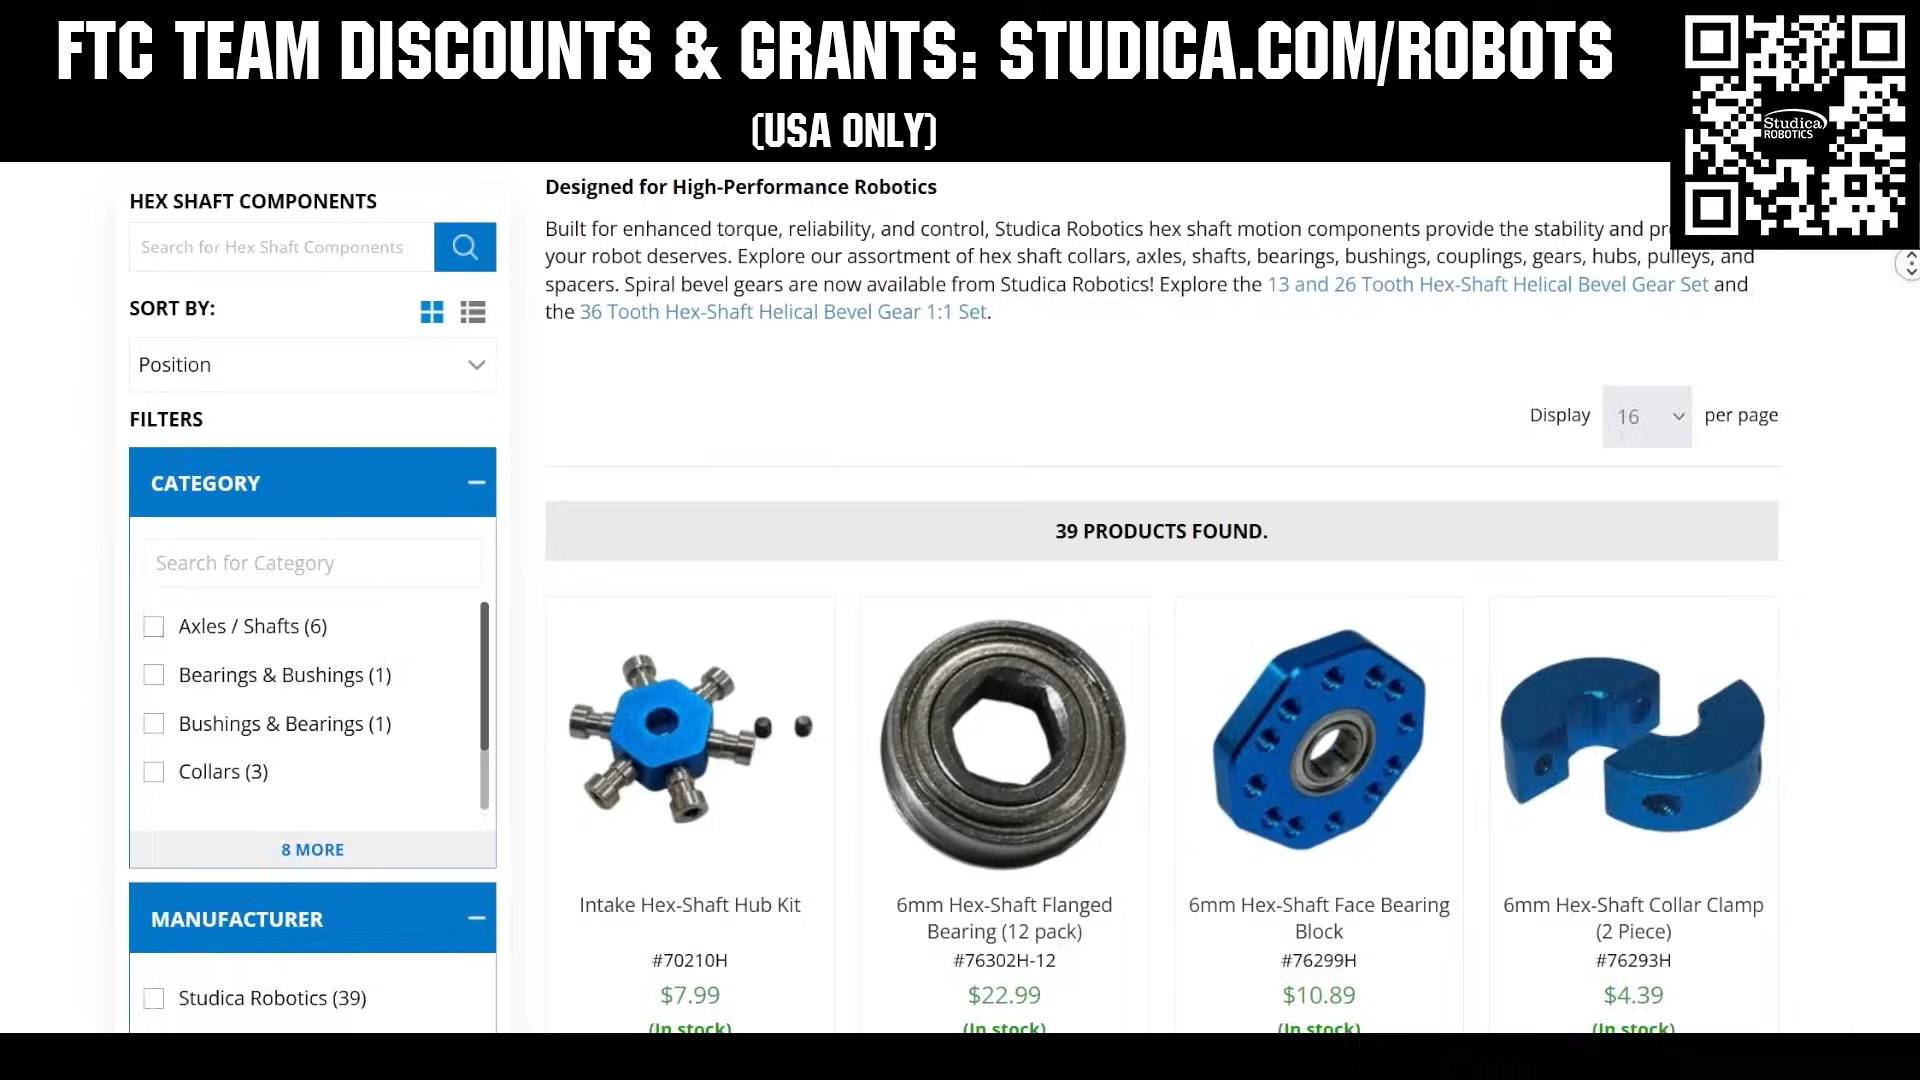 FTC TEAM DISCOUNTS & GRANTS: STUDICA.COM/ROBOTS
(USA ONLY)
Studica
ROBOTICS
HEX SHAFT COMPONENTS
Search for Hex Shaft Components
SORT BY:
Position
FILTERS
CATEGORY
Search for Category
Axles / Shafts (6)
Bearings & Bushings (1)
Bushings & Bearings (1)
Collars (3)
8 MORE
MANUFACTURER
Studica Robotics (39)
Designed for High-Performance Robotics
Built for enhanced torque, reliability, and control, Studica Robotics hex shaft motion components provide the stability and
your robot deserves. Explore our assortment of hex shaft collars, axles, shafts, bearings, bushings, couplings, gears, hubs, pulleys, and
spacers. Spiral bevel gears are now available from Studica Robotics! Explore the 13 and 26 Tooth Hex-Shaft Helical Bevel Gear Set and
the 36 Tooth Hex-Shaft Helical Bevel Gear 1:1 Set.
Display 16 per page
39 PRODUCTS FOUND.
Intake Hex-Shaft Hub Kit
#70210H
$7.99
(In stock)
6mm Hex-Shaft Flanged
Bearing (12 pack)
#76302H-12
$22.99
(In stock)
6mm Hex-Shaft Face Bearing
Block
#76299H
$10.89
(In stock)
6mm Hex-Shaft Collar Clamp
(2 Piece)
#76293H
$4.39
(In stock)